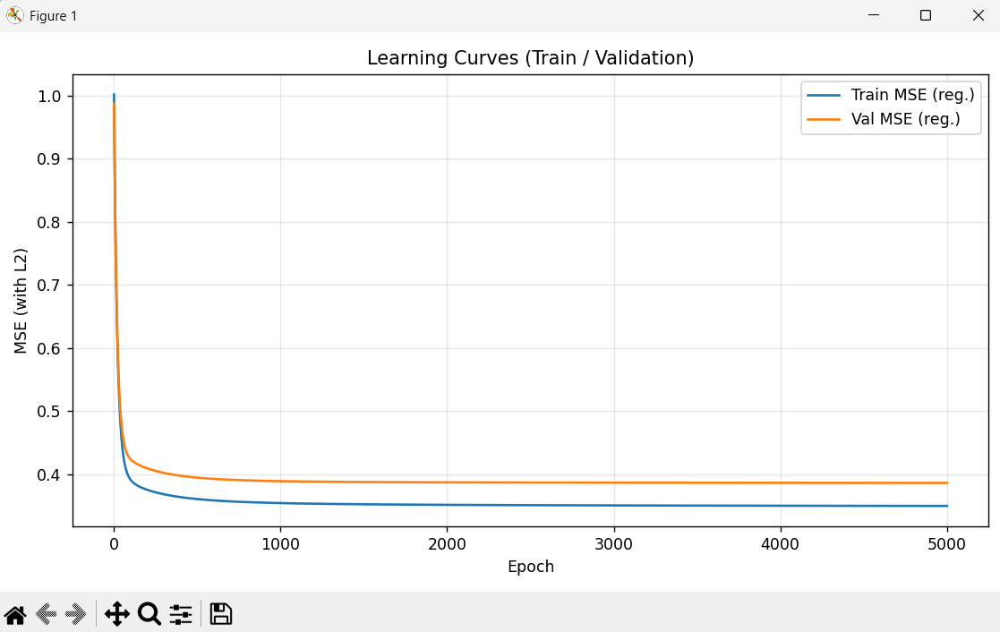 Figure 1
Learning Curves (Train / Validation)
Train MSE (reg.)
Val MSE (reg.)
MSE (with L2)
1.0
0.9
0.8
0.7
0.6
0.5
0.4
0
1000
2000
3000
4000
5000
Epoch